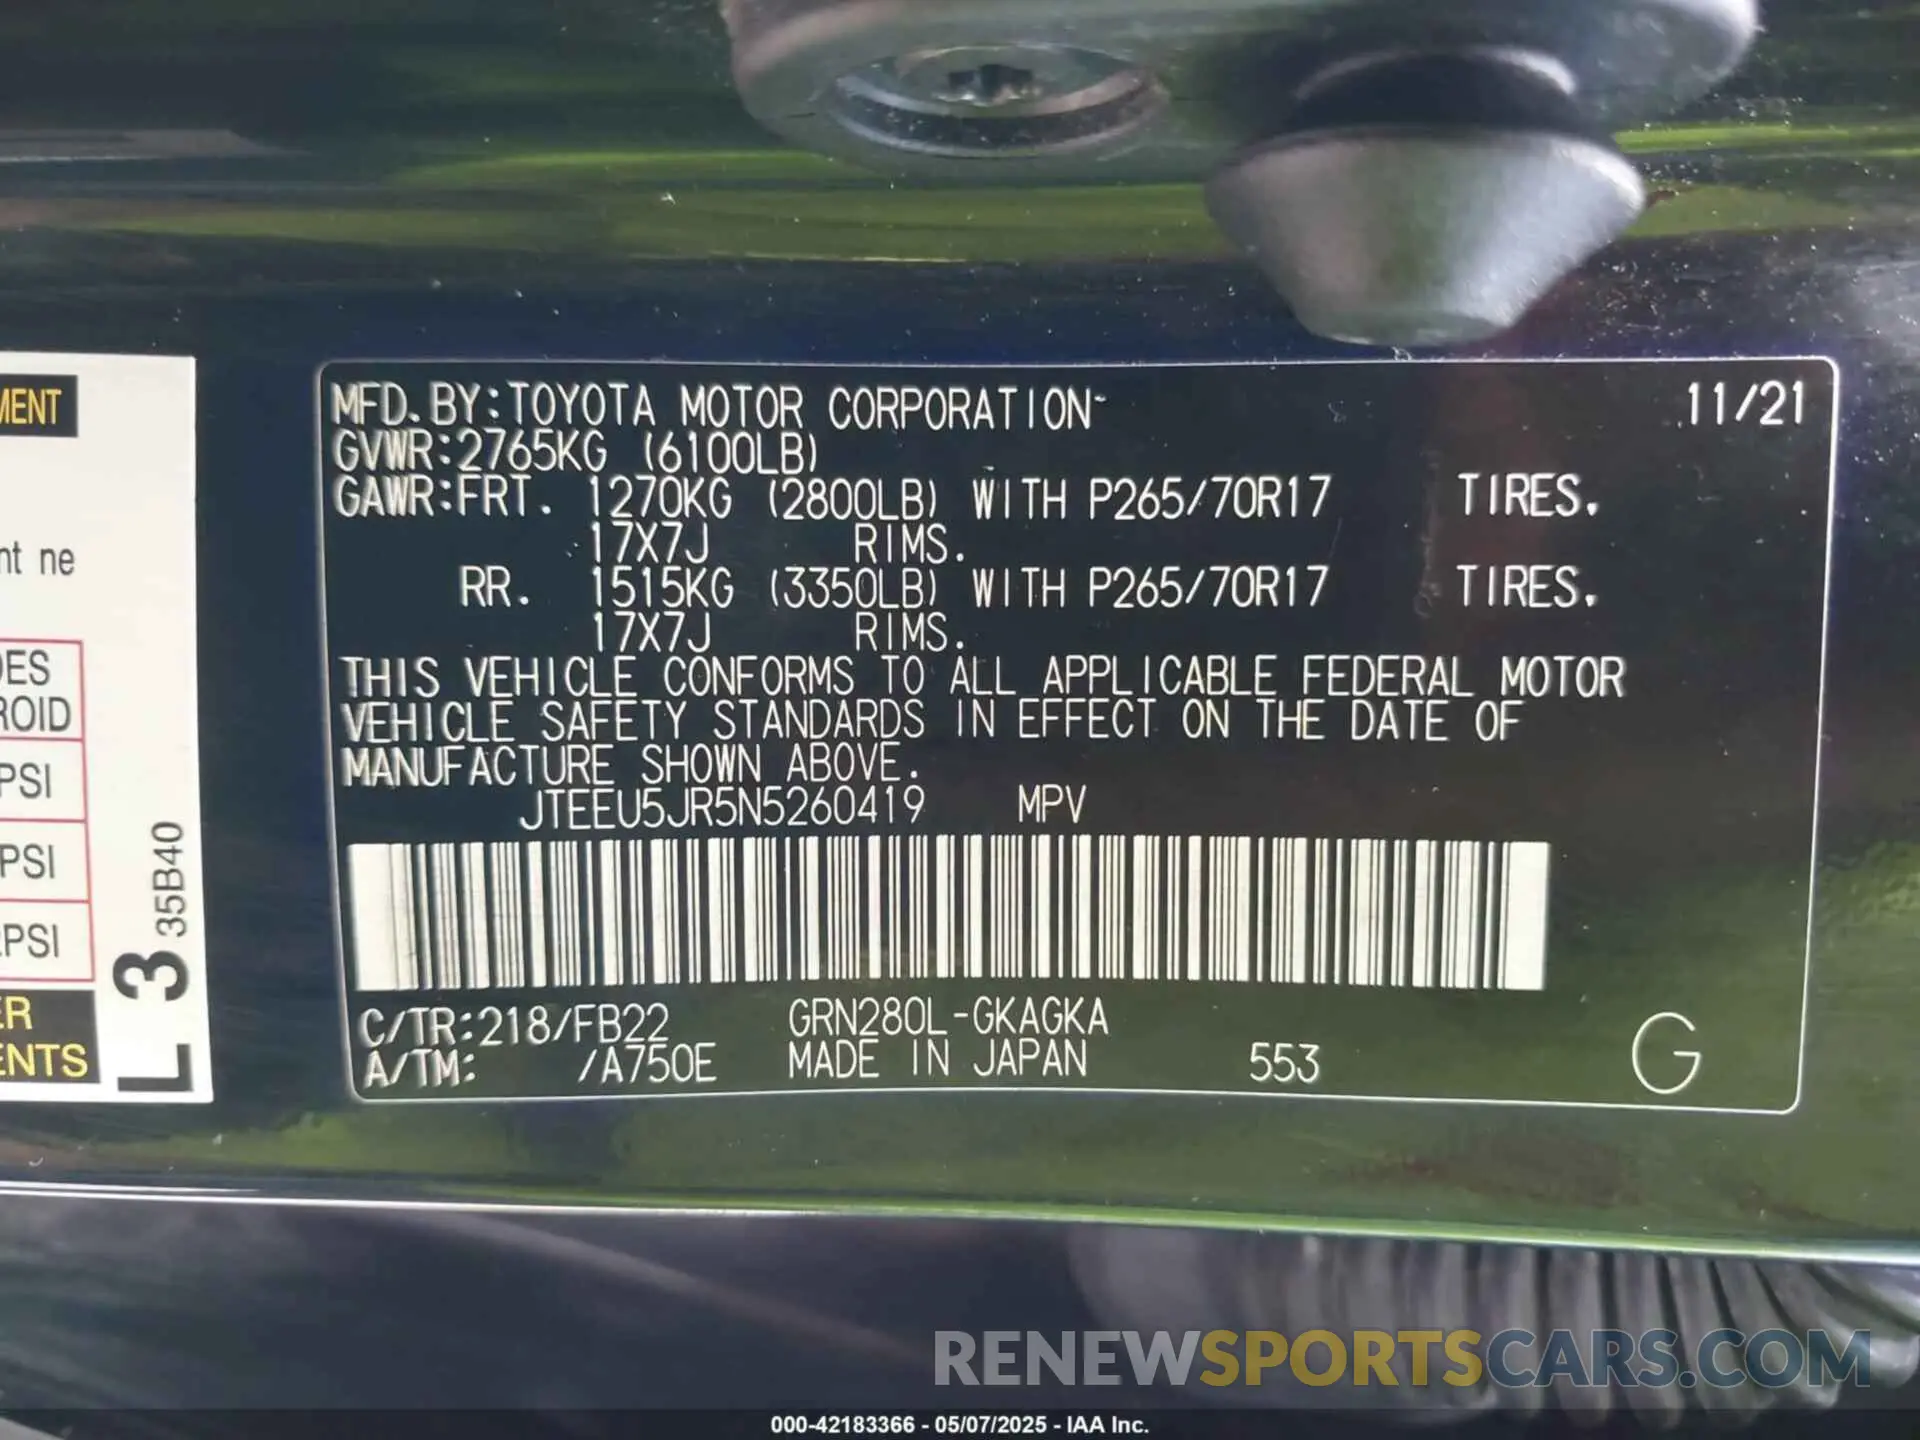 MENT
nt ne
DES
ROID
PSI
PSI
PSI
ER
ENTS
L 3 35B40
MFD.BY:TOYOTA MOTOR CORPORATION 11/21
GVWR:2765KG (6100LB)
GAWR:FRT. 1270KG (2800LB) WITH P265/70R17 TIRES.
17X7J RIMS.
RR. 1515KG (3350LB) WITH P265/70R17 TIRES.
17X7J RIMS.
THIS VEHICLE CONFORMS TO ALL APPLICABLE FEDERAL MOTOR
VEHICLE SAFETY STANDARDS IN EFFECT ON THE DATE OF
MANUFACTURE SHOWN ABOVE.
JTEEU5JR5N5260419 MPV
C/TR:218/FB22 GRN280L-GKAGKA
A/TM: /A750E MADE IN JAPAN 553 G
RENEWSPORTSCARS.COM
000-42183366 - 05/07/2025 - IAA Inc.